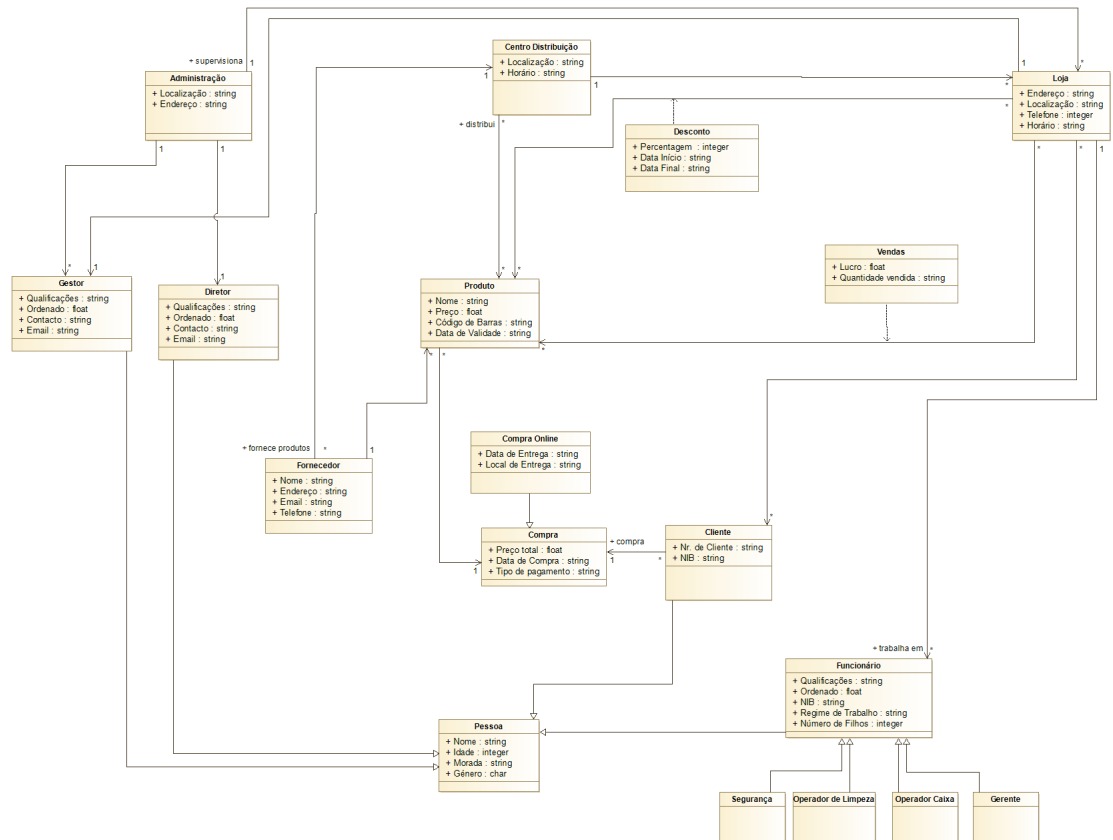 Centro Distribuição
+ Localização : string
+ Horário : string
+ supervisiona
1
1
*
Administração
+ Localização : string
+ Endereço : string
1
1
1
1
*
*
Loja
+ Endereço : string
+ Localização : string
+ Telefone : integer
+ Horário : string
+ distribui
*
Desconto
+ Percentagem : integer
+ Data Início : string
+ Data Final : string
*
*
1
Vendas
+ Lucro : float
+ Quantidade vendida : string
*
1
1
*
*
Gestor
+ Qualificações : string
+ Ordenado : float
+ Contacto : string
+ Email : string
Diretor
+ Qualificações : string
+ Ordenado : float
+ Contacto : string
+ Email : string
Produto
+ Nome : string
+ Preço : float
+ Código de Barras : string
+ Data de Validade : string
*
*
*
+ fornece produtos
*
1
Fornecedor
+ Nome : string
+ Endereço : string
+ Email : string
+ Telefone : string
Compra Online
+ Data de Entrega : string
+ Local de Entrega : string
*
Compra
+ Preço total : float
+ Data de Compra : string
+ Tipo de pagamento : string
1
+ compra
1
*
Cliente
+ Nr. de Cliente : string
+ NIB : string
+ trabalha em
*
Funcionário
+ Qualificações : string
+ Ordenado : float
+ NIB : string
+ Regime de Trabalho : string
+ Número de Filhos : integer
Pessoa
+ Nome : string
+ Idade : integer
+ Morada : string
+ Género : char
Segurança
Operador de Limpeza
Operador Caixa
Gerente